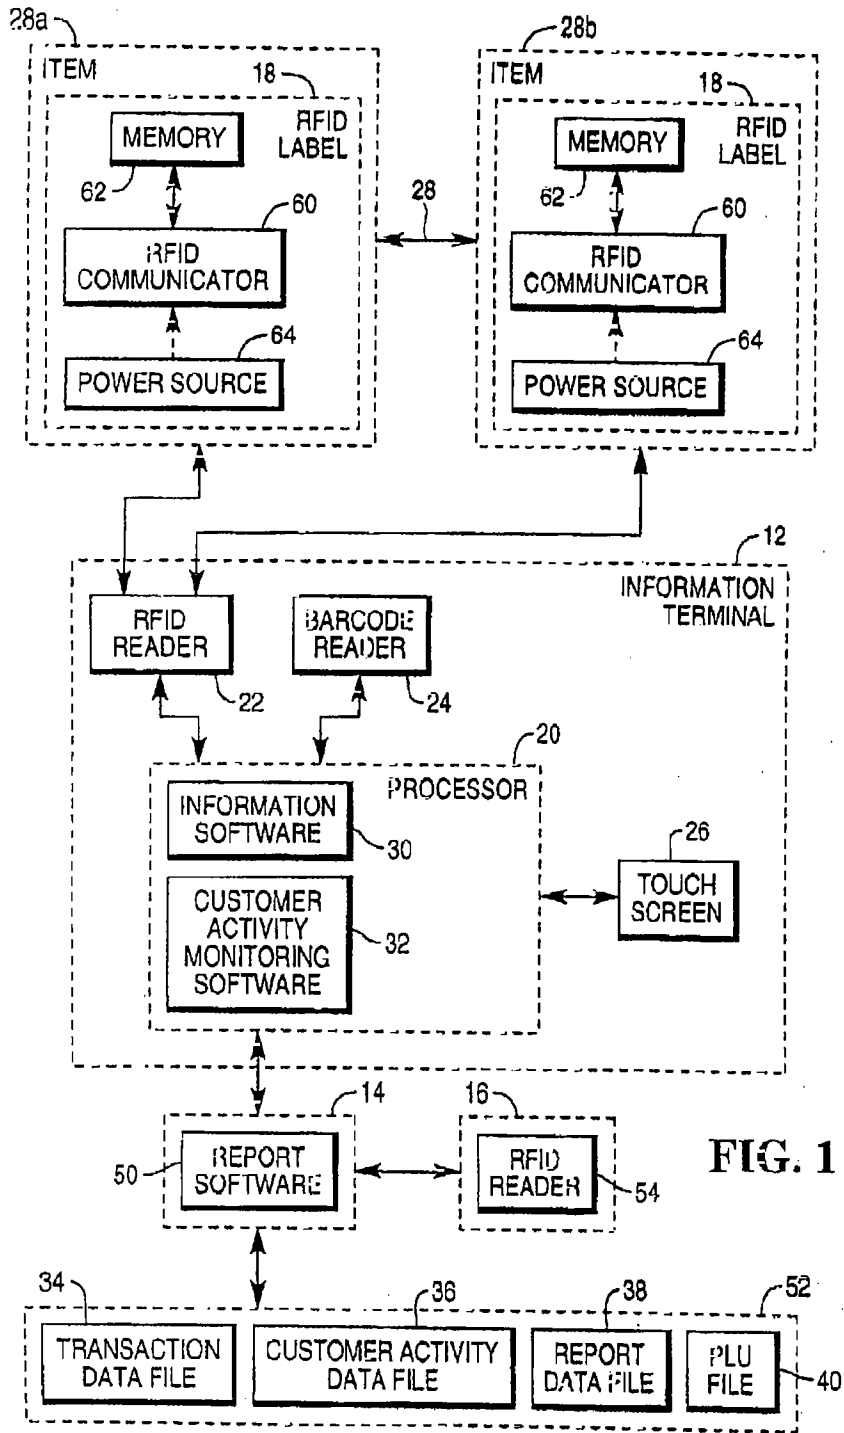 28a
ITEM
18
RFID
LABEL
MEMORY
62
60
RFID
COMMUNICATOR
64
POWER SOURCE
28
28b
ITEM
18
RFID
LABEL
MEMORY
62
60
RFID
COMMUNICATOR
64
POWER SOURCE
12
INFORMATION
TERMINAL
RFID
READER
22
BARCODE
READER
24
20
PROCESSOR
INFORMATION
SOFTWARE
30
CUSTOMER
ACTIVITY
MONITORING
SOFTWARE
32
26
TOUCH
SCREEN
14
50
REPORT
SOFTWARE
16
RFID
READER
54
FIG. 1
34
TRANSACTION
DATA FILE
36
CUSTOMER ACTIVITY
DATA FILE
38
REPORT
DATA FILE
52
PLU
FILE
40